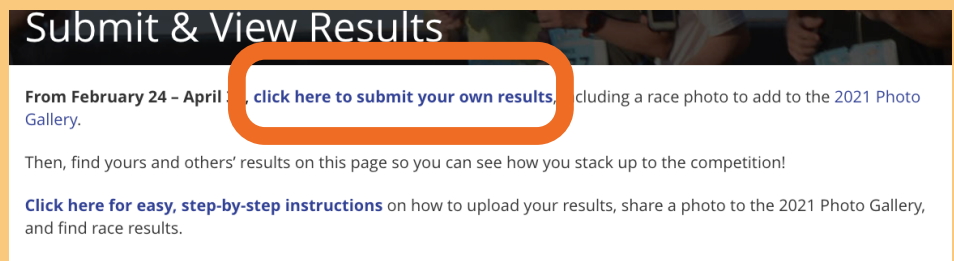 Submit & View Results
From February 24 – April , click here to submit your own results, cluding a race photo to add to the 2021 Photo
Gallery.
Then, find yours and others’ results on this page so you can see how you stack up to the competition!
Click here for easy, step-by-step instructions on how to upload your results, share a photo to the 2021 Photo Gallery,
and find race results.